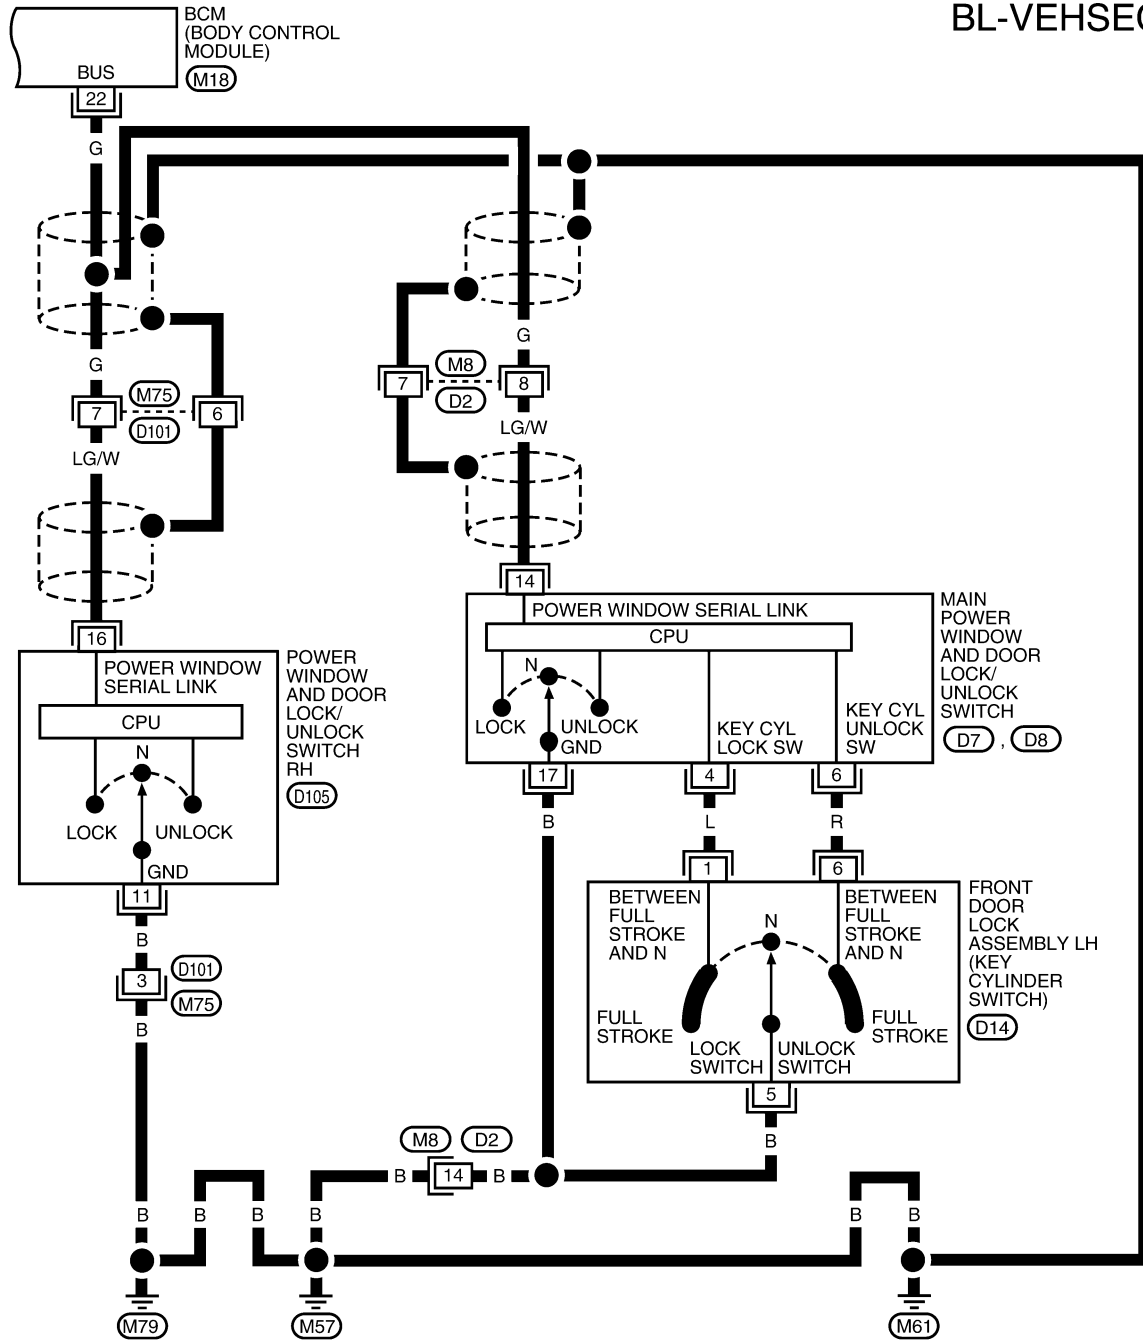 BL-VEHSEC
BCM
(BODY CONTROL
MODULE)
M18
BUS
22
G
G
7
M75
D101
6
LG/W
16
POWER WINDOW
SERIAL LINK
CPU
N
LOCK
UNLOCK
GND
11
POWER
WINDOW
AND DOOR
LOCK/
UNLOCK
SWITCH
RH
D105
B
3
D101
M75
B
G
7
M8
D2
8
LG/W
14
POWER WINDOW SERIAL LINK
CPU
N
LOCK
UNLOCK
GND
KEY CYL
LOCK SW
KEY CYL
UNLOCK
SW
MAIN
POWER
WINDOW
AND DOOR
LOCK/
UNLOCK
SWITCH
D7 , D8
17
4
6
B
L
R
1
6
BETWEEN
FULL
STROKE
AND N
N
BETWEEN
FULL
STROKE
AND N
FULL
STROKE
LOCK
SWITCH
UNLOCK
SWITCH
FULL
STROKE
FRONT
DOOR
LOCK
ASSEMBLY LH
(KEY
CYLINDER
SWITCH)
D14
5
B
M8
D2
B
14
B
B
B
B
B
B
B
M79
M57
M61